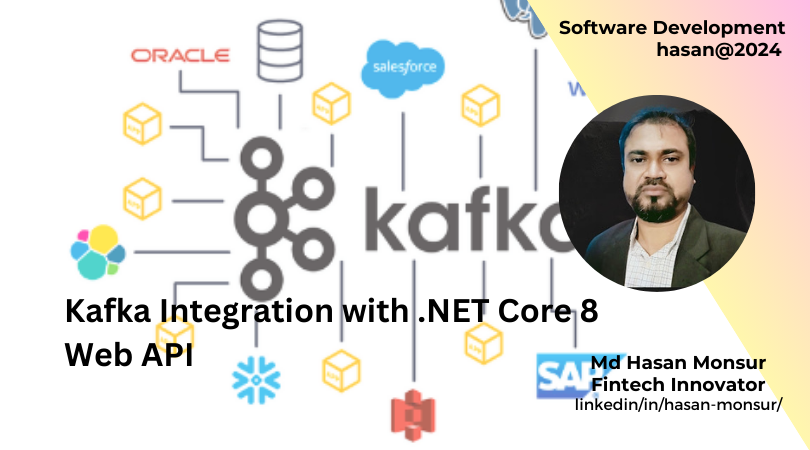 Software Development
hasan@2024
ORACLE
salesforce
W
kafka
Kafka Integration with .NET Core 8
Web API
SAP
Md Hasan Monsur
Fintech Innovator
linkedin/in/hasan-monsur/